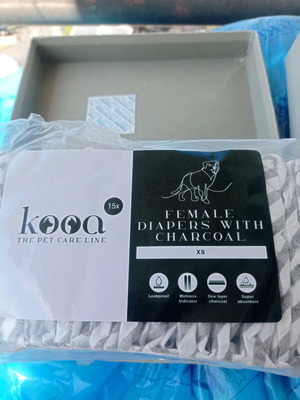 kooa
THE PET CARE LINE
15x
FEMALE
DIAPERS WITH
CHARCOAL
XS
Leakproof
Wetness
Indicator
One layer
charcoal
Super
absorbent